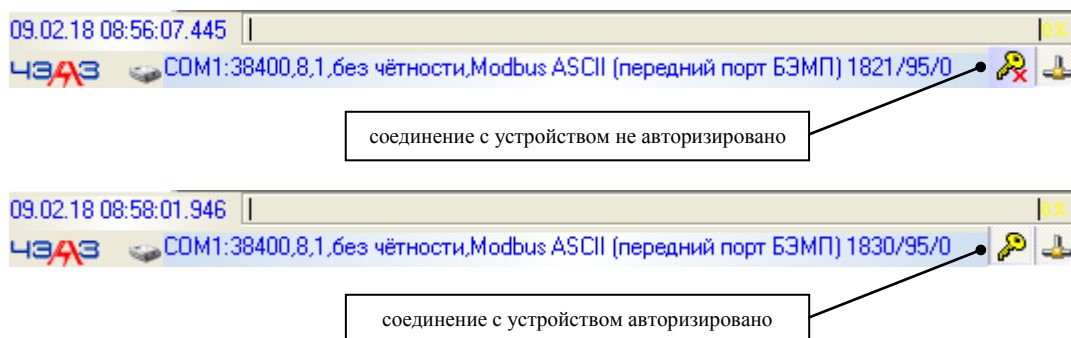 09.02.18 08:56:07.445 0%
ЧЭАЗ COM1:38400,8,1,без чётности,Modbus ASCII (передний порт БЭМП) 1821/95/0
соединение с устройством не авторизировано
09.02.18 08:58:01.946 0%
ЧЭАЗ COM1:38400,8,1,без чётности,Modbus ASCII (передний порт БЭМП) 1830/95/0
соединение с устройством авторизировано